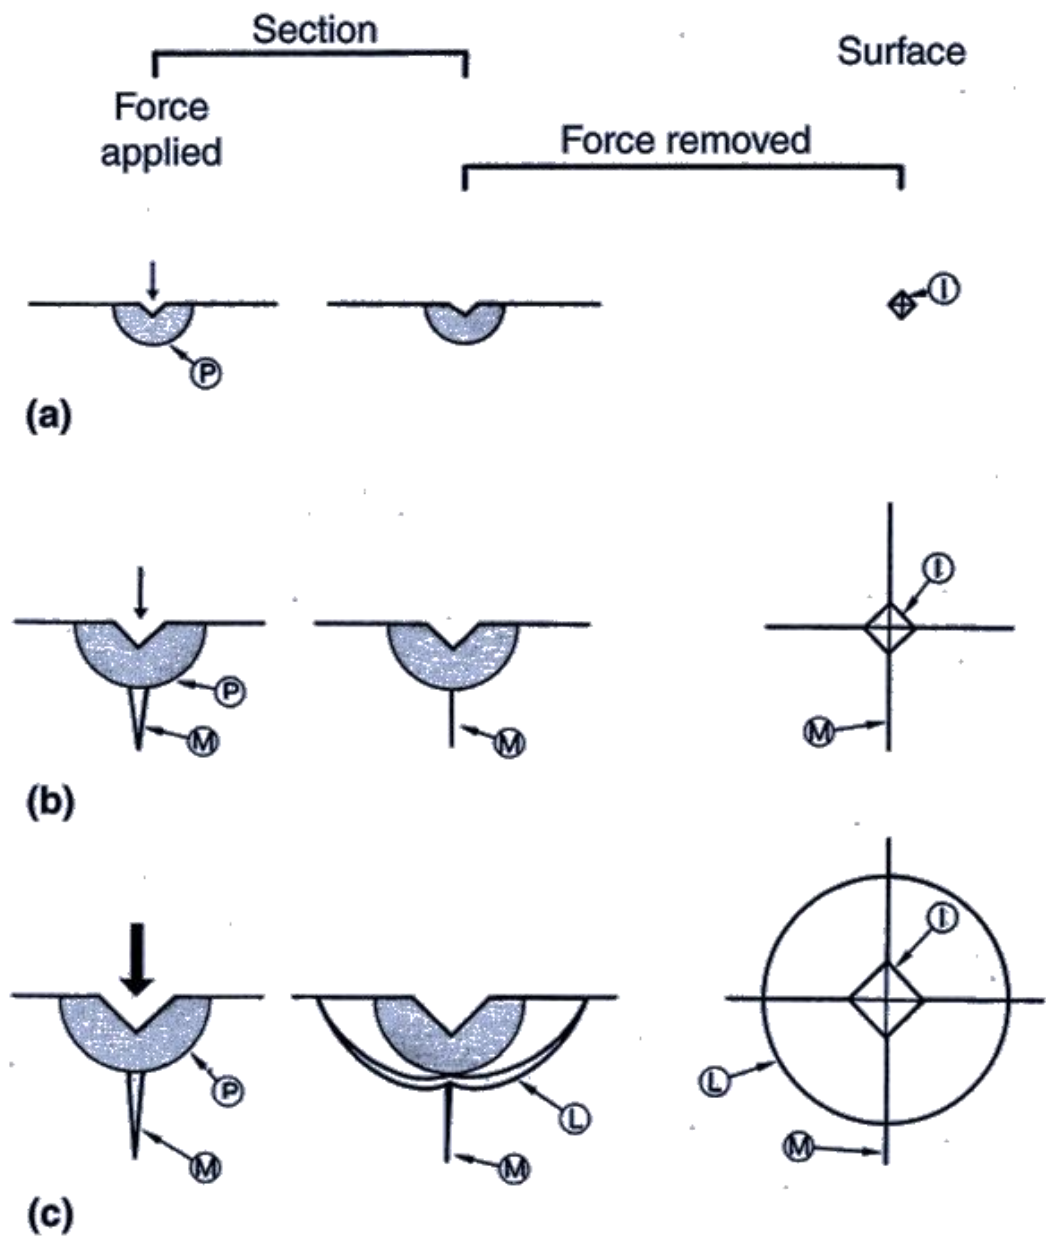 Section
Surface
Force
applied
Force removed
I
P
(a)
I
P
M
M
M
(b)
I
L
P
L
M
M
M
(c)